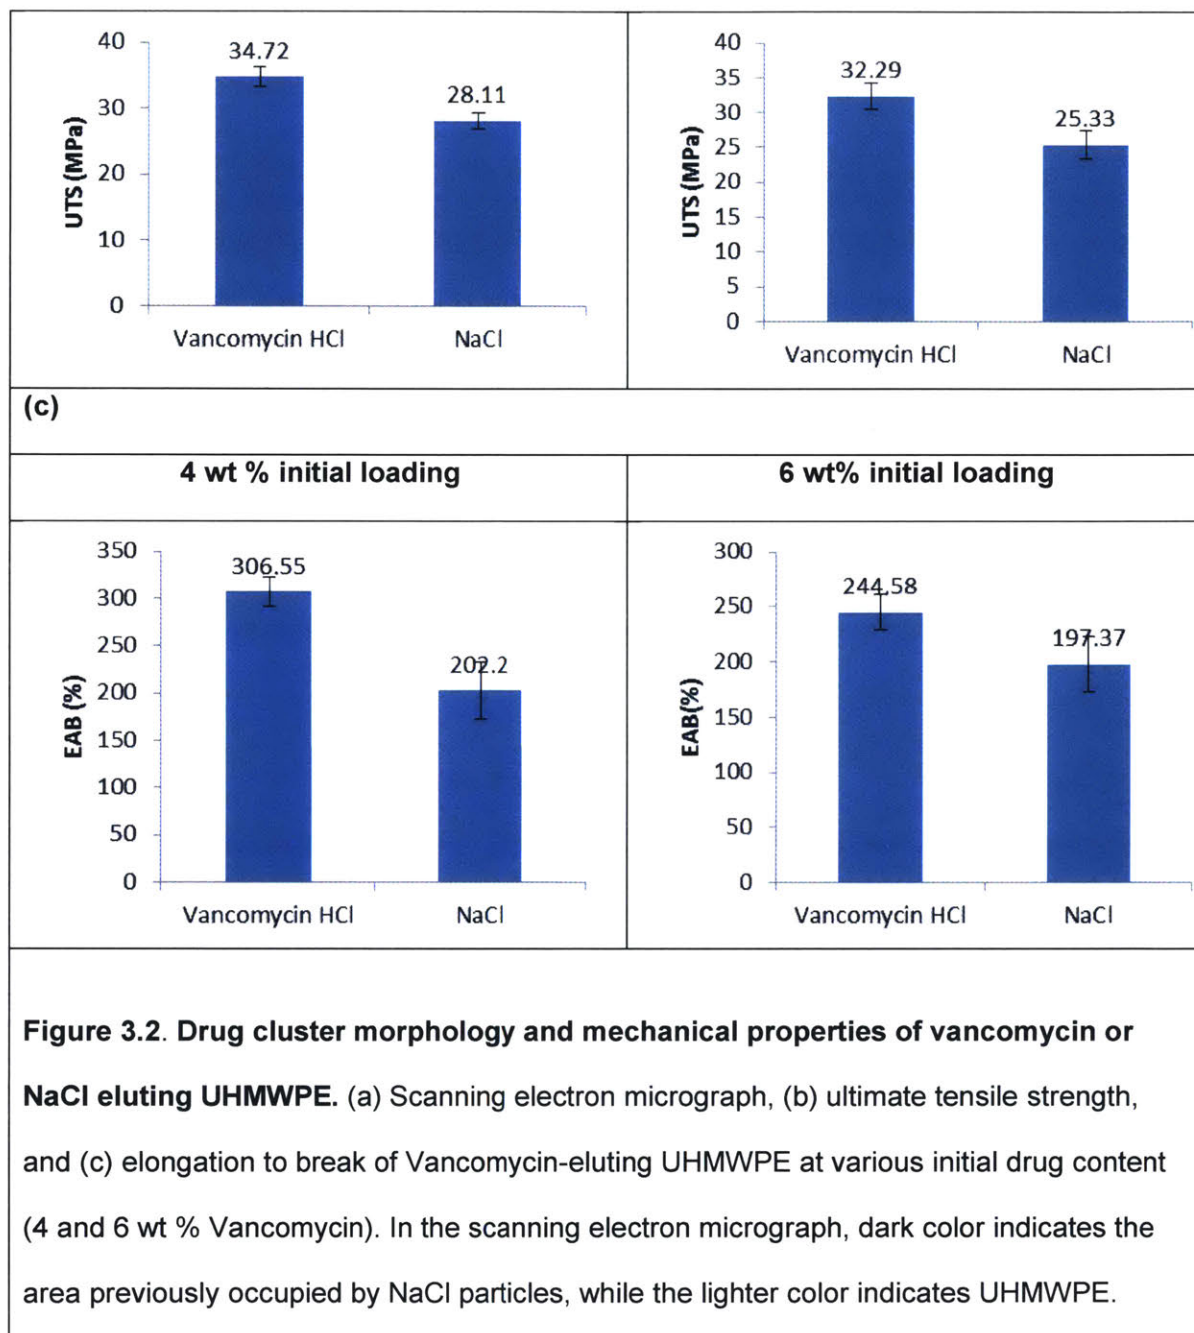 40
34.72
30
28.11
20
10
0
UTS (MPa)
Vancomycin HCl
NaCl
40
35
32.29
30
25.33
25
20
15
10
5
0
UTS (MPa)
Vancomycin HCl
NaCl
(c)
4 wt % initial loading
6 wt% initial loading
350
306.55
300
250
202.2
200
150
100
50
0
EAB (%)
Vancomycin HCl
NaCl
300
244.58
250
197.37
200
150
100
50
0
EAB(%)
Vancomycin HCl
NaCl
Figure 3.2. Drug cluster morphology and mechanical properties of vancomycin or
NaCl eluting UHMWPE. (a) Scanning electron micrograph, (b) ultimate tensile strength,
and (c) elongation to break of Vancomycin-eluting UHMWPE at various initial drug content
(4 and 6 wt % Vancomycin). In the scanning electron micrograph, dark color indicates the
area previously occupied by NaCl particles, while the lighter color indicates UHMWPE.